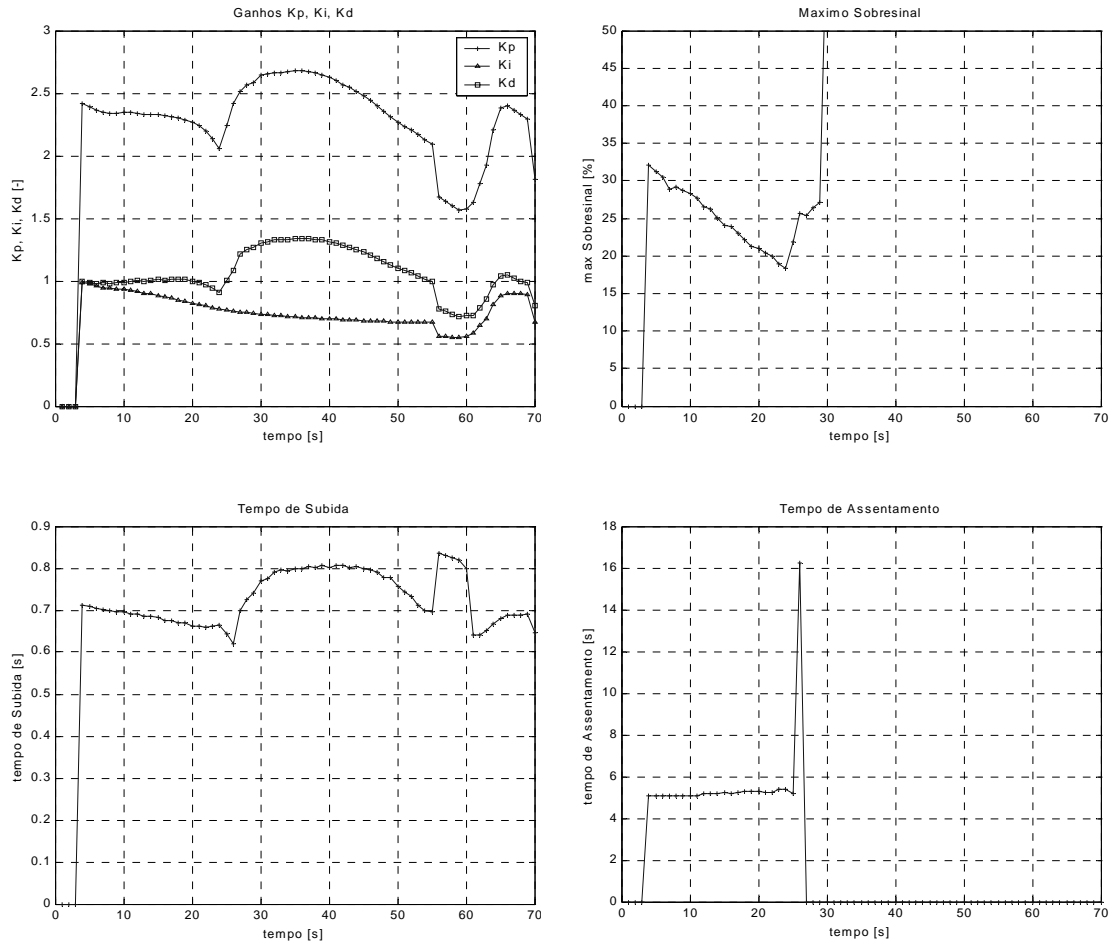 Ganhos Kp, Ki, Kd
3
2.5
2
1.5
1
0.5
0
Kp, Ki, Kd [-]
Kp
Ki
Kd
0 10 20 30 40 50 60 70
tempo [s]
Maximo Sobresinal
50
45
40
35
30
25
20
15
10
5
0
max Sobresinal [%]
0 10 20 30 40 50 60 70
tempo [s]
Tempo de Subida
0.9
0.8
0.7
0.6
0.5
0.4
0.3
0.2
0.1
0
tempo de Subida [s]
0 10 20 30 40 50 60 70
tempo [s]
Tempo de Assentamento
18
16
14
12
10
8
6
4
2
0
tempo de Assentamento [s]
0 10 20 30 40 50 60 70
tempo [s]